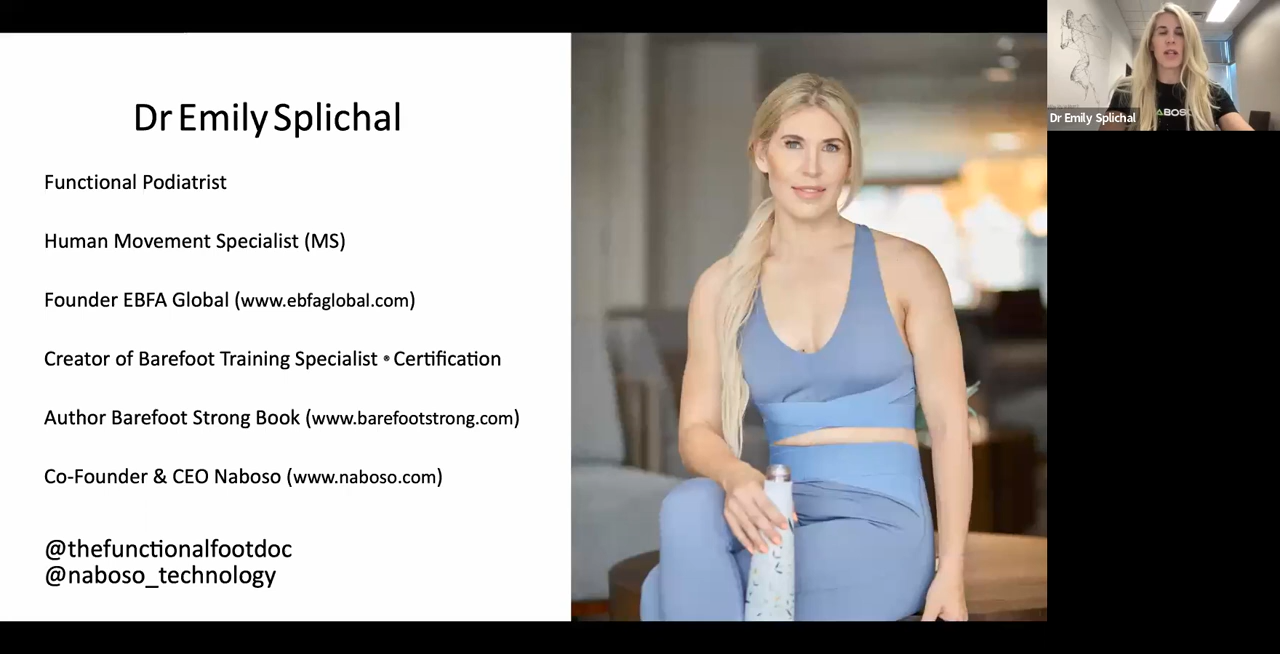 Dr Emily Splichal
Functional Podiatrist
Human Movement Specialist (MS)
Founder EBFA Global (www.ebfaglobal.com)
Creator of Barefoot Training Specialist ® Certification
Author Barefoot Strong Book (www.barefootstrong.com)
Co-Founder & CEO Naboso (www.naboso.com)
@thefunctionalfootdoc
@naboso_technology
Dr Emily Splichal